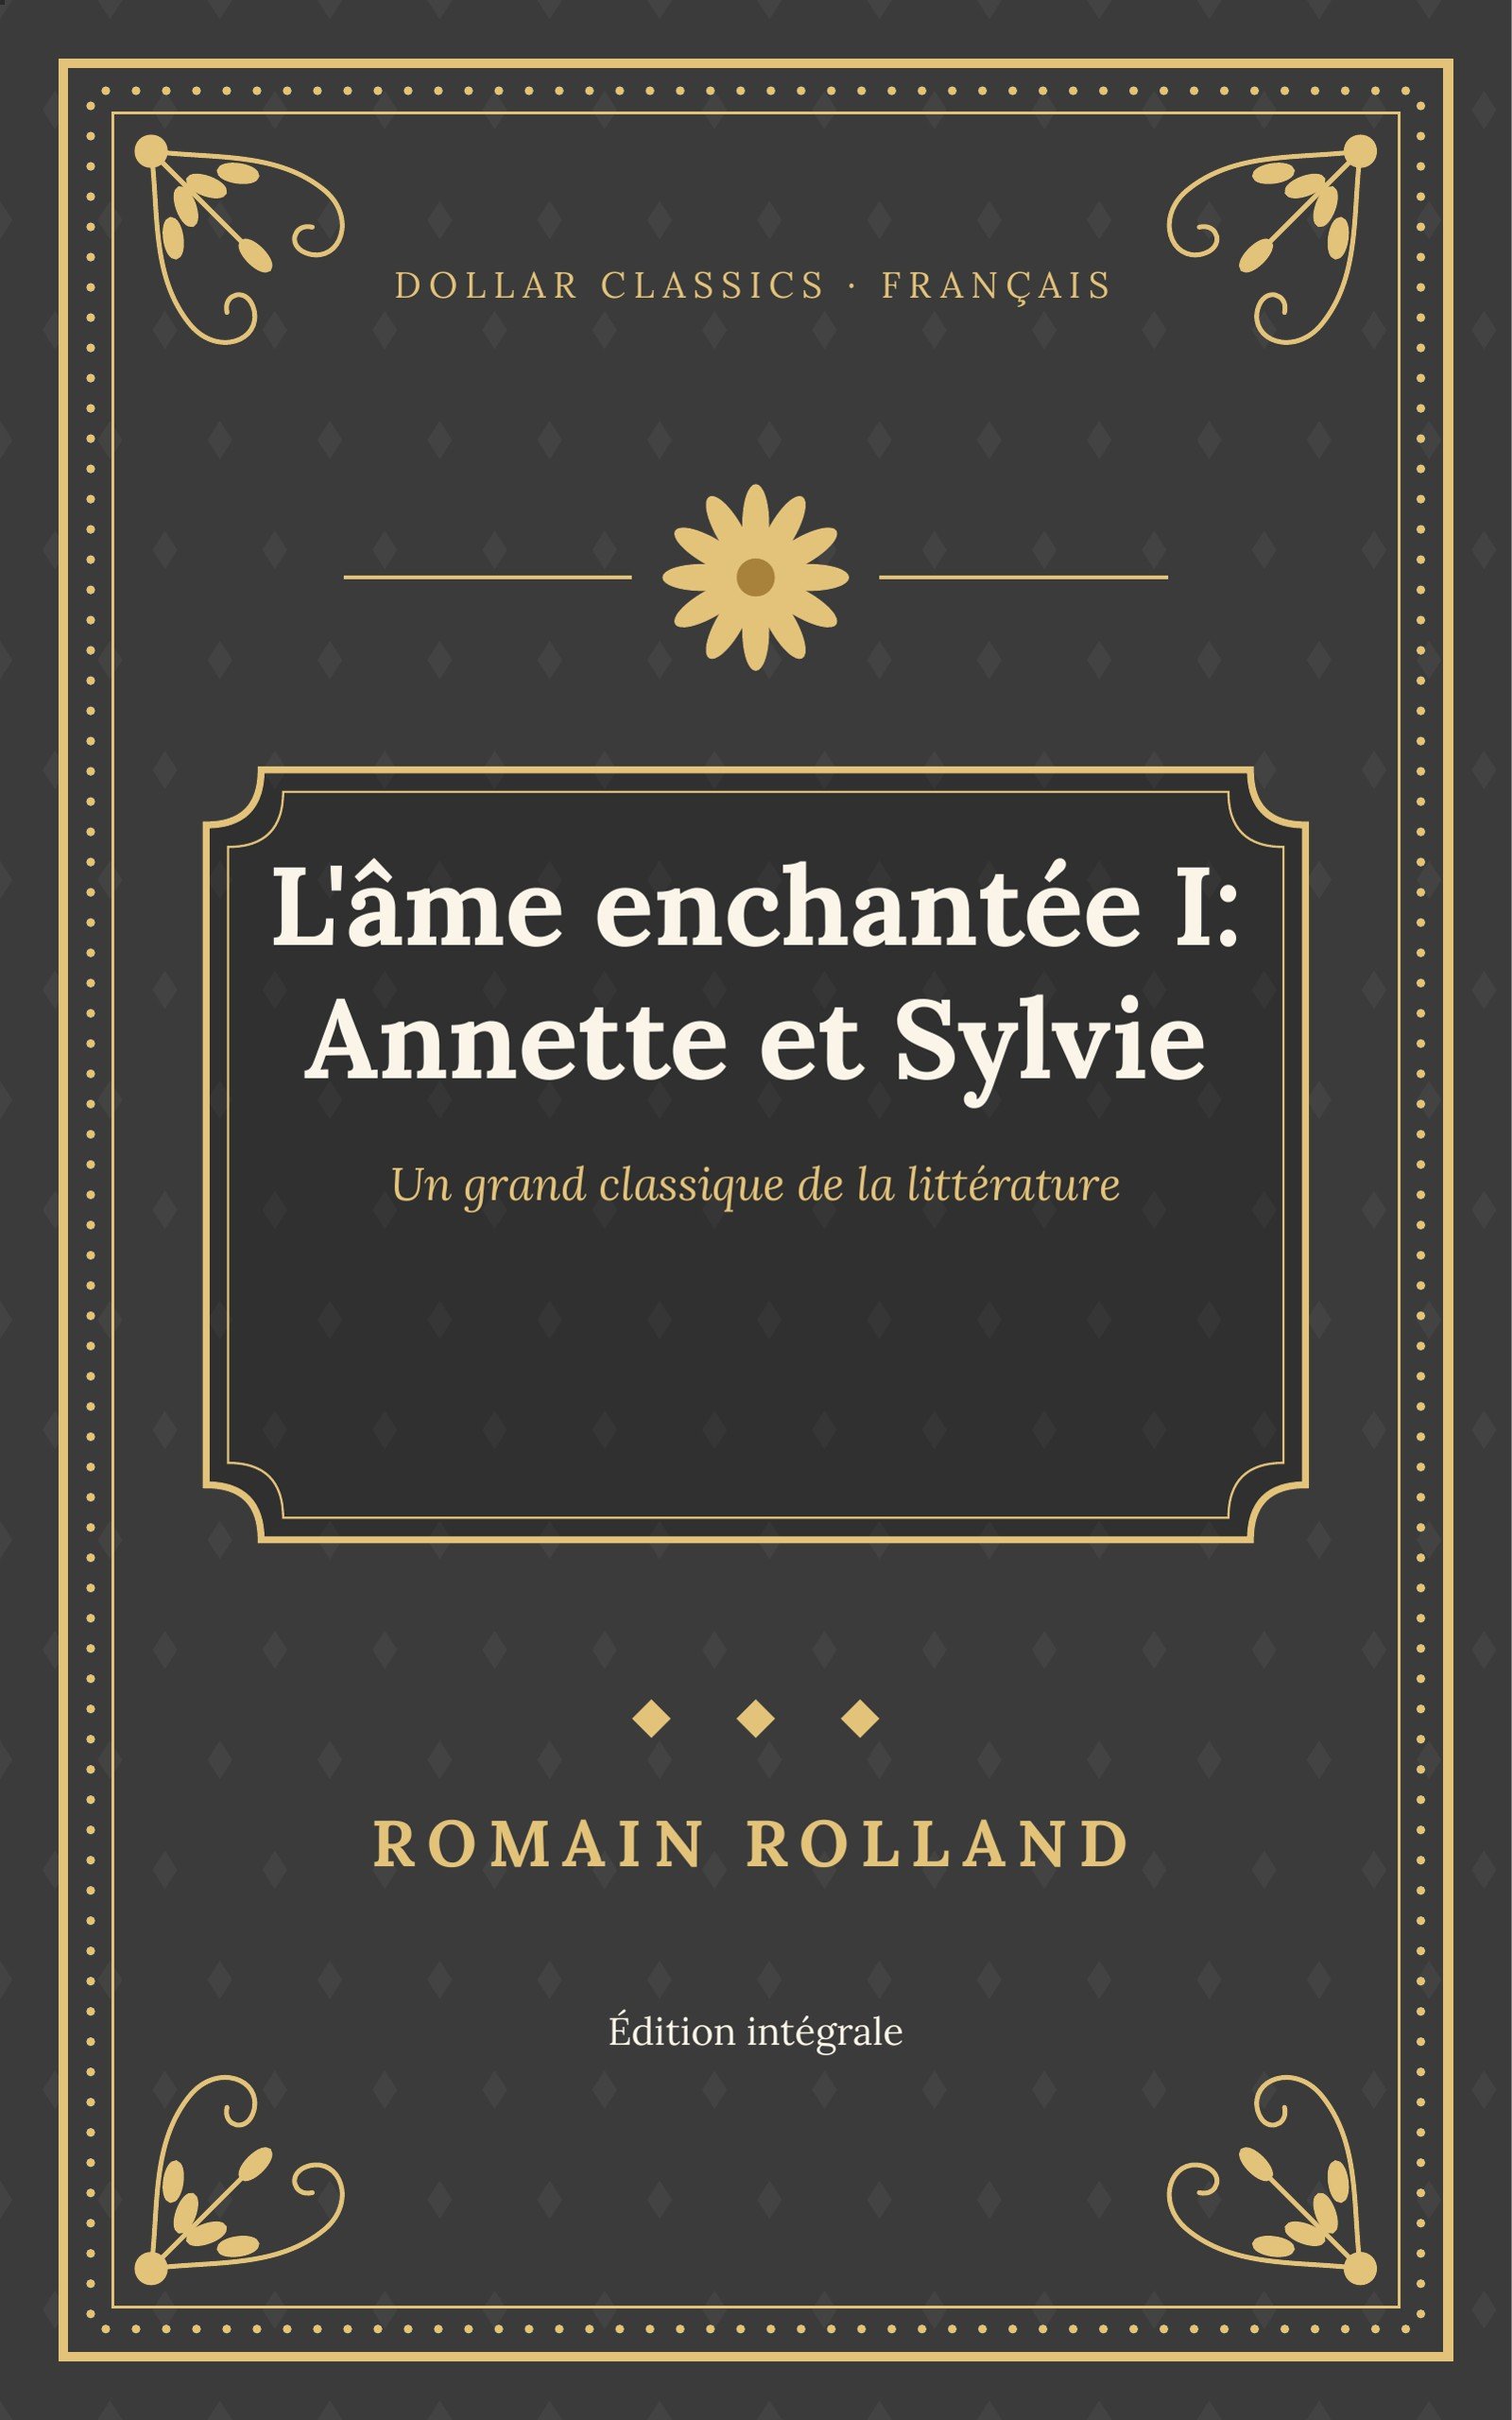 DOLLAR CLASSICS · FRANÇAIS
L'âme enchantée I:
Annette et Sylvie
Un grand classique de la littérature
ROMAIN ROLLAND
Édition intégrale